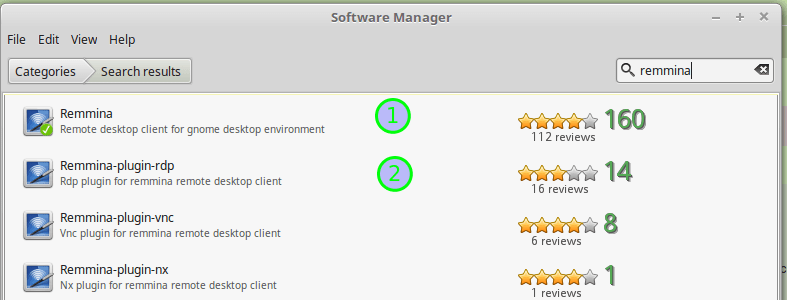 Software Manager
File Edit View Help
Categories Search results remmina
Remmina 1 160
Remote desktop client for gnome desktop environment 112 reviews
Remmina-plugin-rdp 2 14
Rdp plugin for remmina remote desktop client 16 reviews
Remmina-plugin-vnc 8
Vnc plugin for remmina remote desktop client 6 reviews
Remmina-plugin-nx 1
Nx plugin for remmina remote desktop client 1 reviews